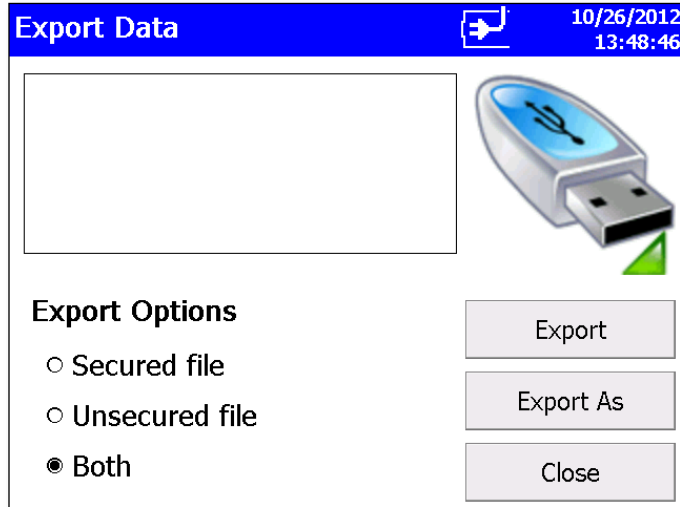 Export Data
10/26/2012
13:48:46
Export Options
Secured file
Unsecured file
Both
Export
Export As
Close